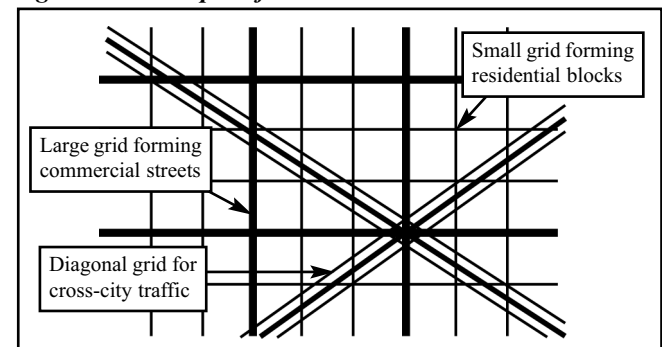 Small grid forming
residential blocks
Large grid forming
commercial streets
Diagonal grid for
cross-city traffic